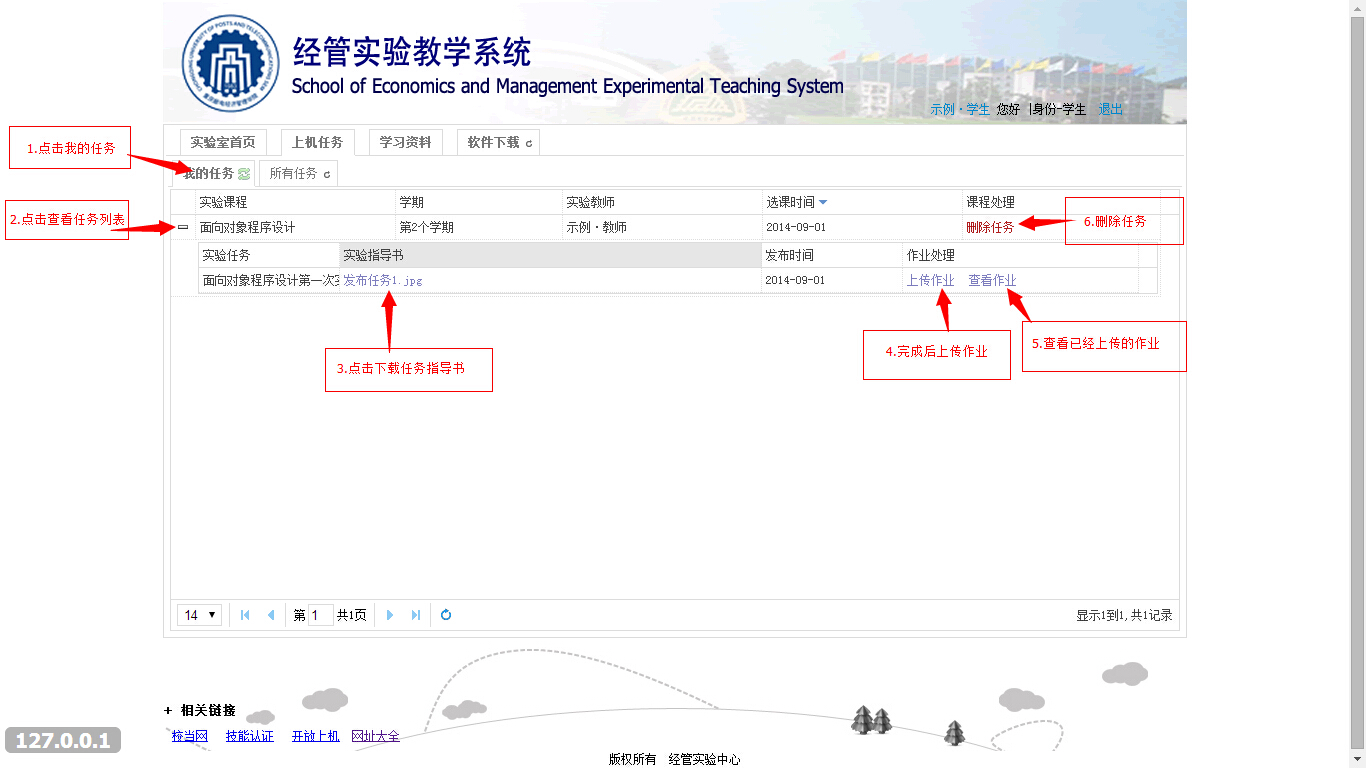 经管实验教学系统
School of Economics and Management Experimental Teaching System
示例·学生 您好 |身份-学生 退出
实验室首页 上机任务 学习资料 软件下载
1.点击我的任务
我的任务 所有任务
实验课程 学期 实验教师 选课时间 课程处理
2.点击查看任务列表
面向对象程序设计 第2个学期 示例·教师 2014-09-01 删除任务
6.删除任务
实验任务 实验指导书 发布时间 作业处理
面向对象程序设计第一次 发布任务1.jpg 2014-09-01 上传作业 查看作业
3.点击下载任务指导书
4.完成后上传作业
5.查看已经上传的作业
14 第 1 共1页 显示1到1,共1记录
+ 相关链接
技能认证 开放上机 网址大全
127.0.0.1
版权所有 经管实验中心